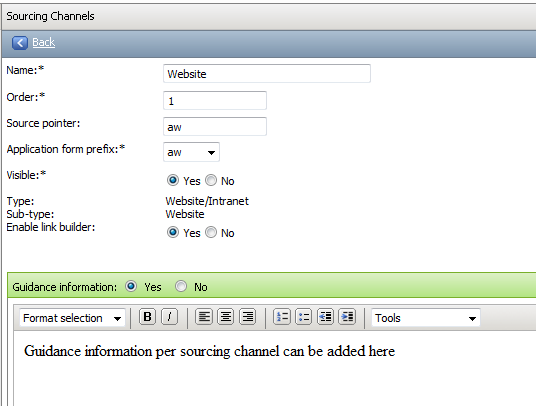 Sourcing Channels
Back
Name:* Website
Order:* 1
Source pointer: aw
Application form prefix:* aw
Visible:* Yes No
Type: Website/Intranet
Sub-type: Website
Enable link builder: Yes No
Guidance information: Yes No
Format selection B I Tools
Guidance information per sourcing channel can be added here